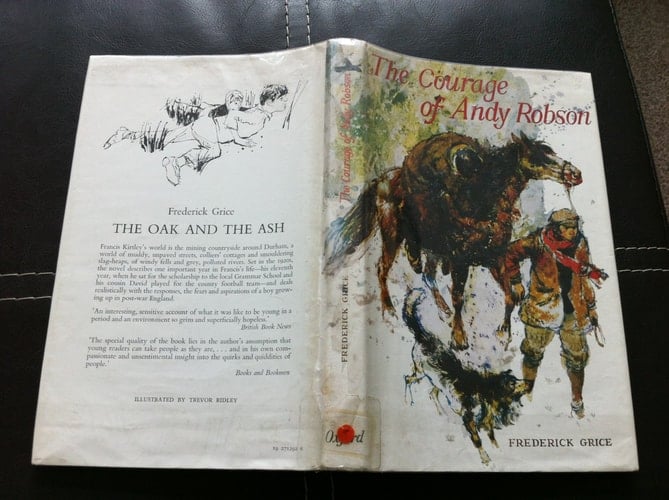 Frederick Grice
THE OAK AND THE ASH
Francis Kirtley's world is the mining countryside around Durham, a
world of muddy, unpaved streets, colliers' cottages and smouldering
slag-heaps, of windy fells and grey, polluted rivers. Set in the 1920s,
the novel describes one important year in Francis's life—his eleventh
year, when he sat for the scholarship to the local Grammar School and
his cousin David played for the county football team—and deals
realistically with the responses, the fears and aspirations of a boy grow-
ing up in post-war England.
'An interesting, sensitive account of what it was like to be young in a
period and an environment so grim and superficially hopeless.'
British Book News
'The special quality of the book lies in the author's assumption that
young readers can take people as they are, . . . and in his own com-
passionate and unsentimental insight into the quirks and quiddities of
people.'
Books and Bookmen
ILLUSTRATED BY TREVOR RIDLEY
19 271292 6
The Courage of Andy Robson
FREDERICK GRICE
Oxford
The Courage
of Andy Robson
FREDERICK GRICE